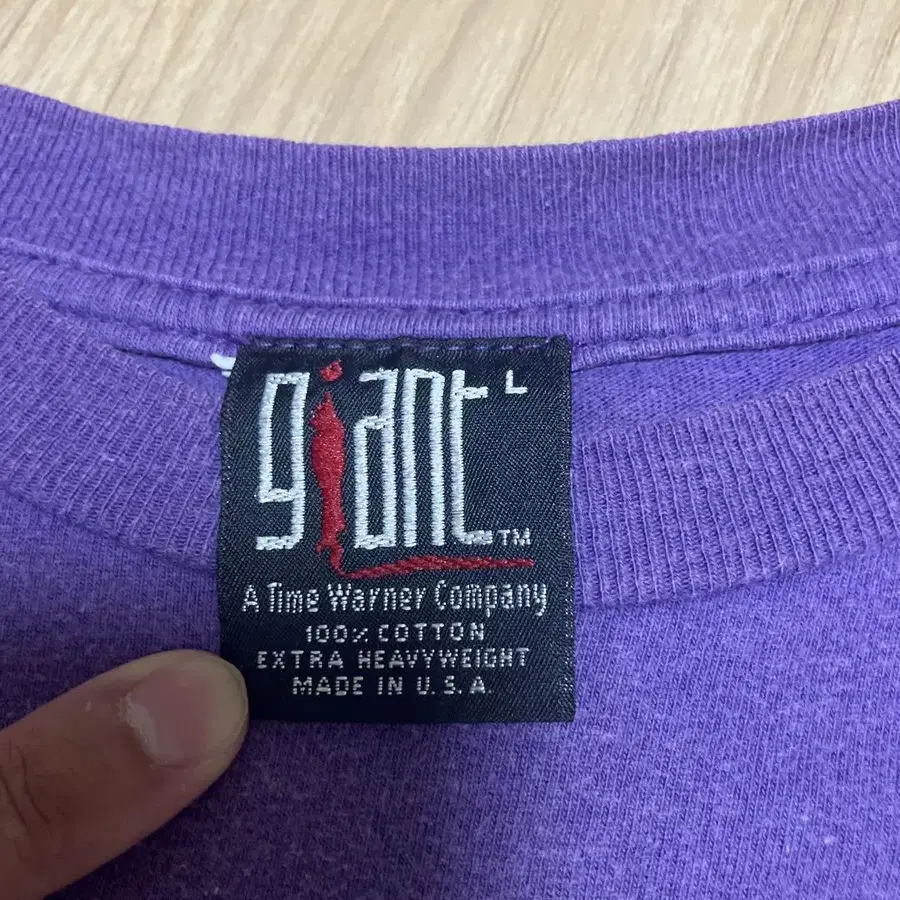 giant L
TM
A Time Warner Company
100% COTTON
EXTRA HEAVYWEIGHT
MADE IN U.S.A.